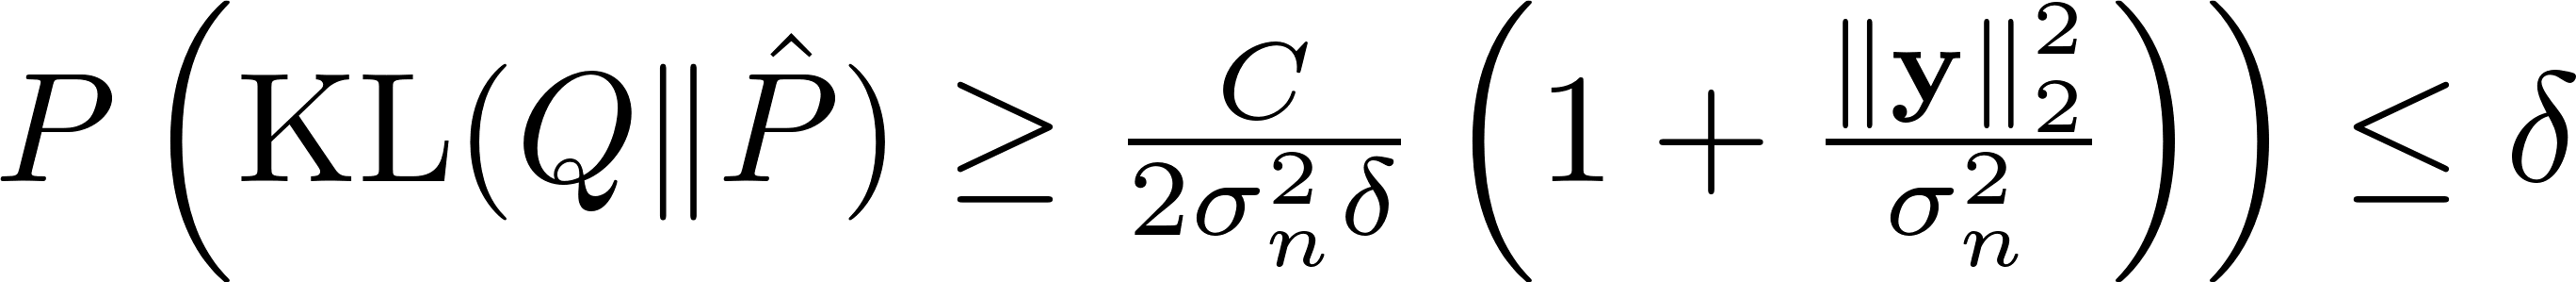 P \left( \mathrm{KL}(Q \| \hat{P}) \geq \frac{C}{2\sigma_n^2 \delta} \left( 1 + \frac{\|\mathbf{y}\|_2^2}{\sigma_n^2} \right) \right) \leq \delta